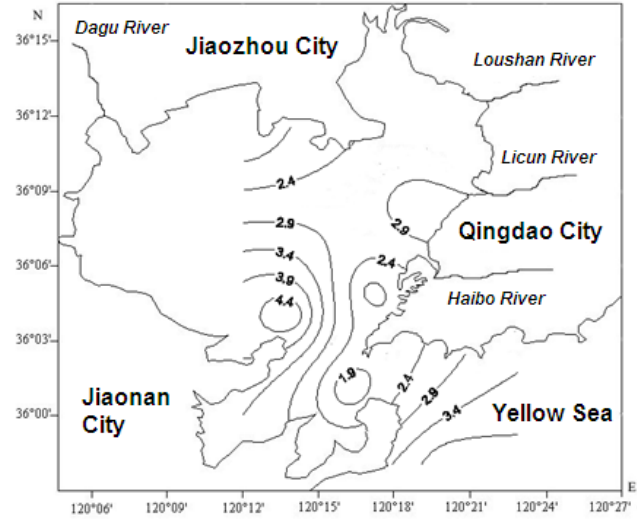 N
Dagu River
36°15'
Jiaozhou City
Loushan River
36°12'
Licun River
2.4
36°09'
2.9
2.9
Qingdao City
3.4
2.4
36°06'
3.9
4.4
Haibo River
36°03'
1.9
2.4
Jiaonan
City
2.9
36°00'
3.4
Yellow Sea
E
120°06'
120°09'
120°12'
120°15'
120°18'
120°21'
120°24'
120°27'